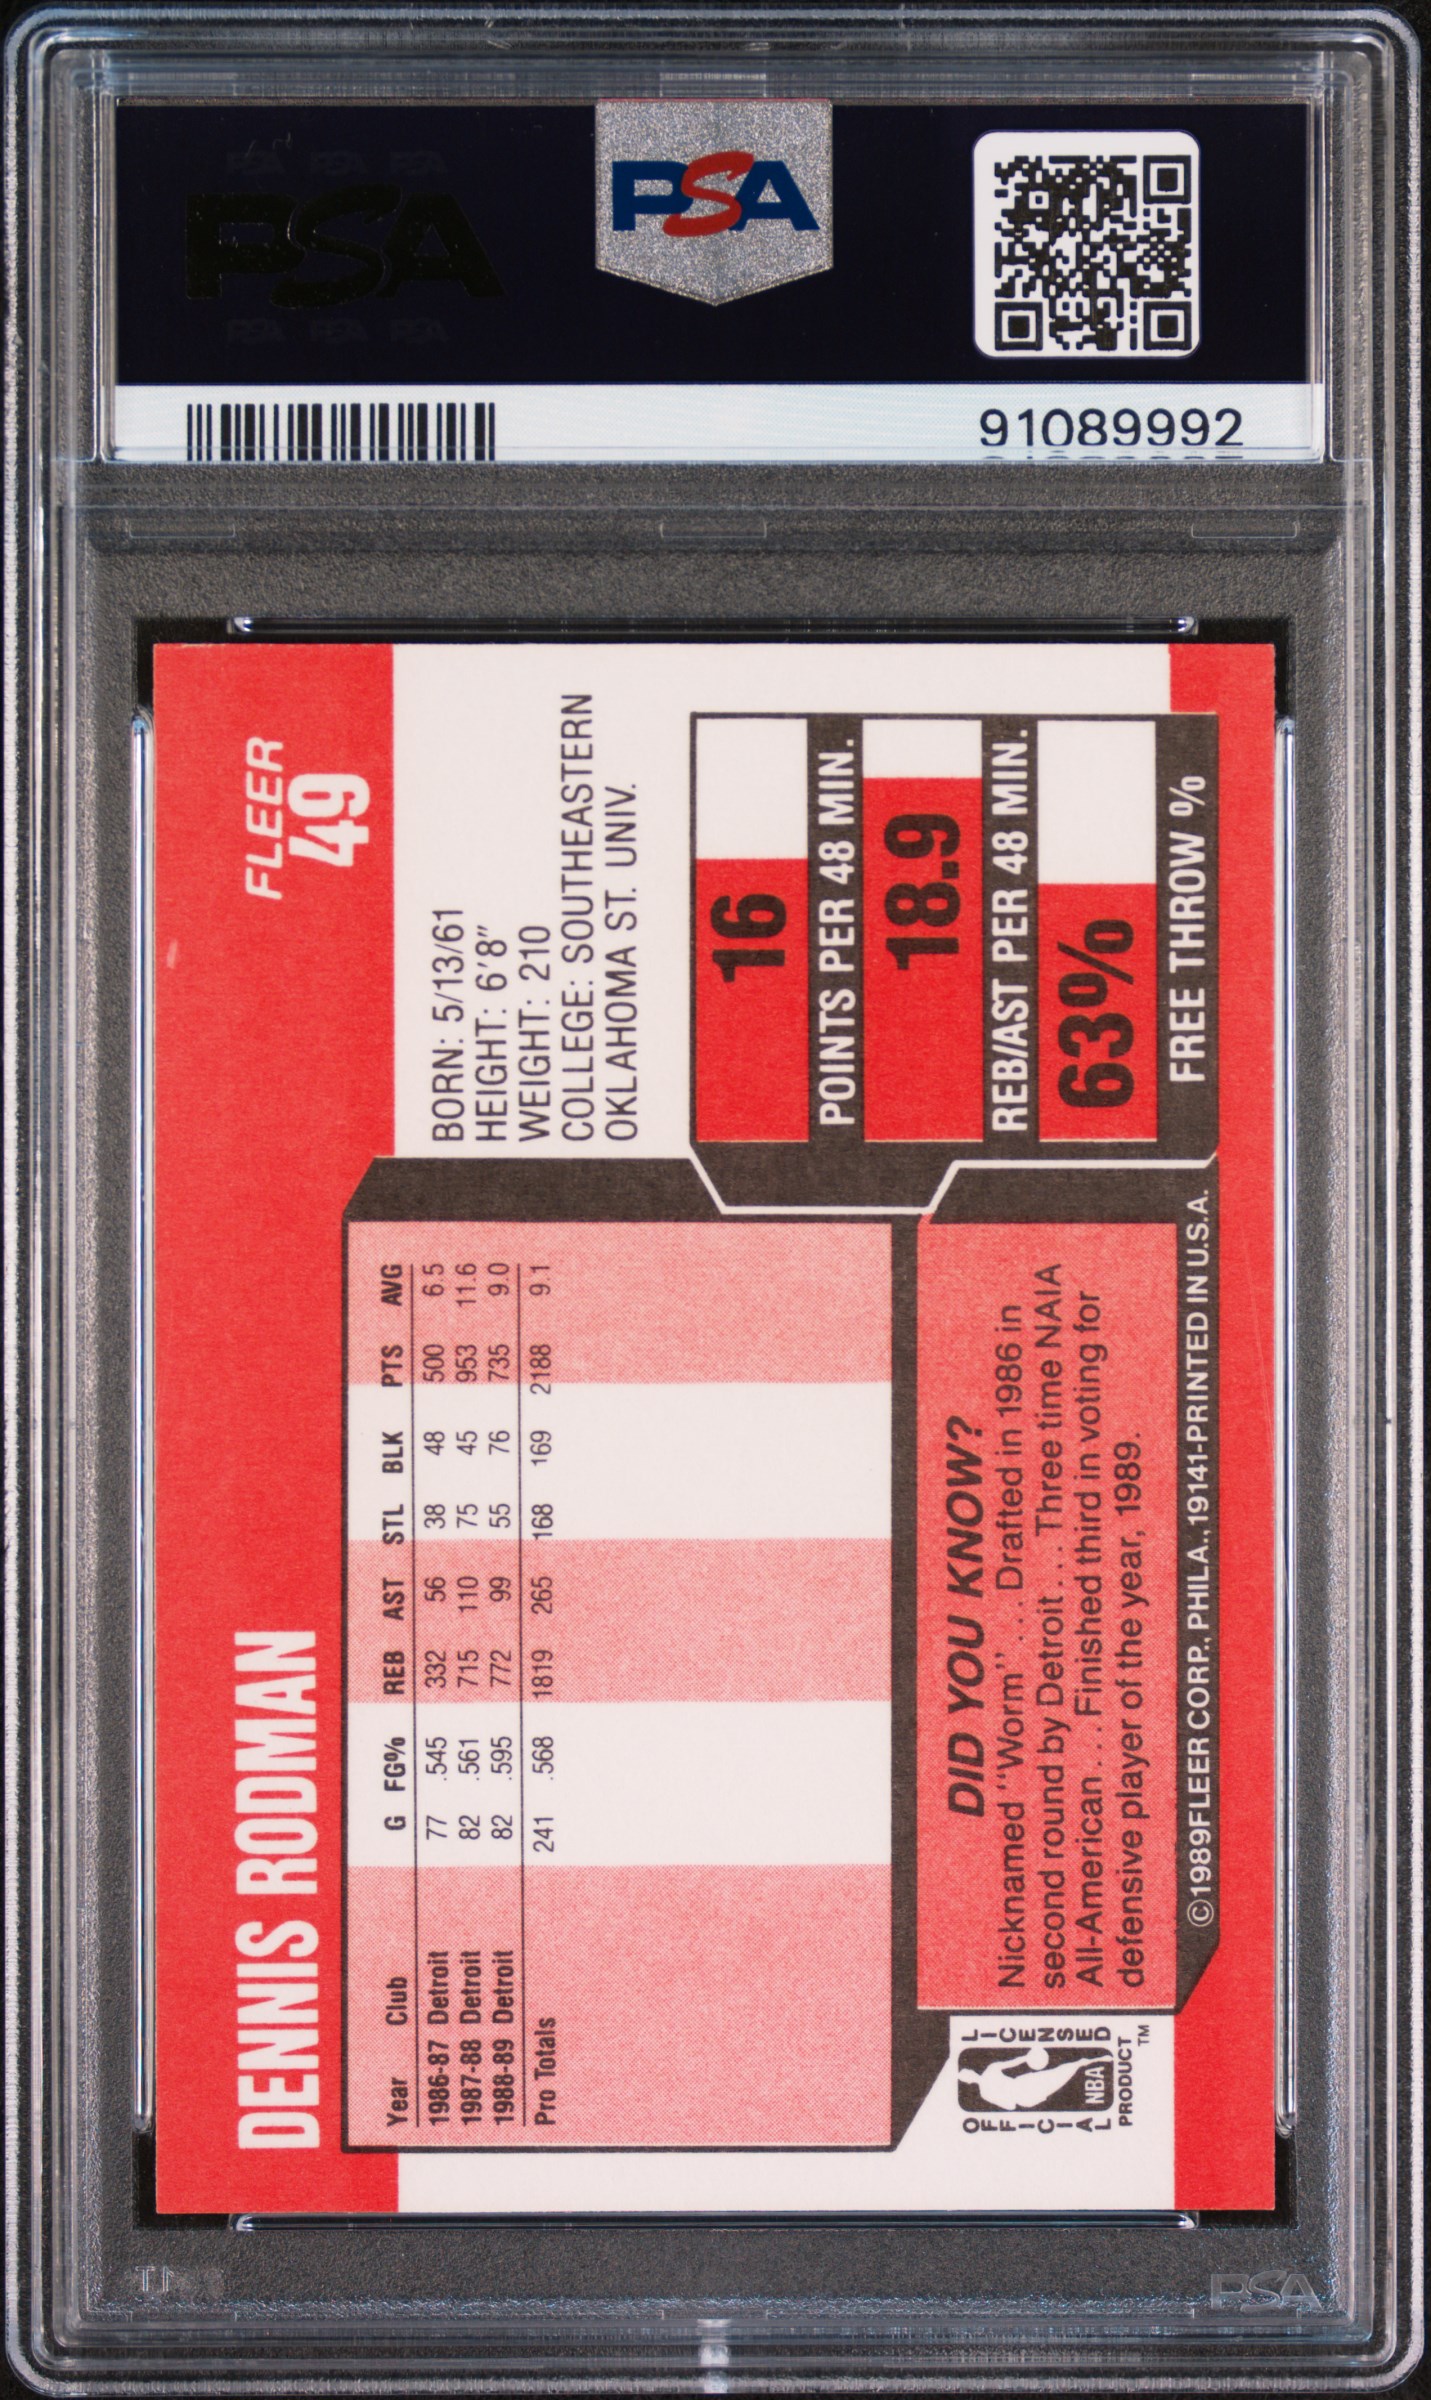 PSA
PSA
91089992
DENNIS RODMAN
FLEER
49
Year Club G FG% REB AST STL BLK PTS AVG
1986-87 Detroit 77 .545 332 56 38 48 500 6.5
1987-88 Detroit 82 .561 715 110 75 45 953 11.6
1988-89 Detroit 82 .595 772 99 55 76 735 9.0
Pro Totals 241 .568 1819 265 168 169 2188 9.1
BORN: 5/13/61
HEIGHT: 6'8"
WEIGHT: 210
COLLEGE: SOUTHEASTERN
OKLAHOMA ST. UNIV.
16
POINTS PER 48 MIN.
18.9
REB/AST PER 48 MIN.
63%
FREE THROW %
DID YOU KNOW?
Nicknamed "Worm" . . . Drafted in 1986 in
second round by Detroit . . . Three time NAIA
All-American . . . Finished third in voting for
defensive player of the year, 1989.
OFFICIAL LICENSED
NBA
PRODUCT™
©1989 FLEER CORP., PHILA., 19141-PRINTED IN U.S.A.
PSA